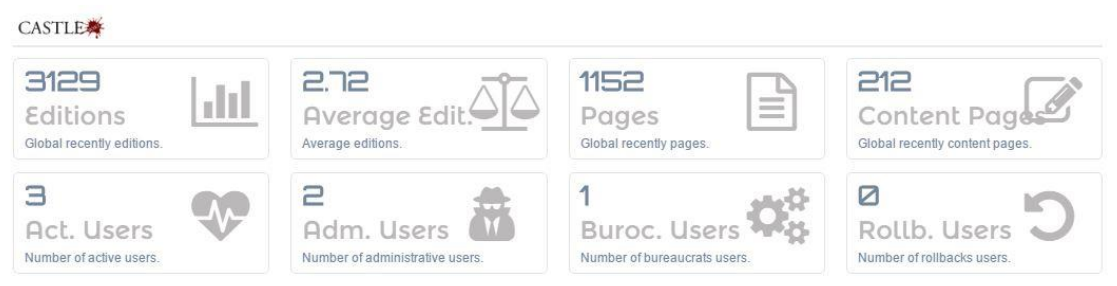 CASTLE
3129
Editions
Global recently editions.
2.72
Average Edit.
Average editions.
1152
Pages
Global recently pages.
212
Content Pages
Global recently content pages.
3
Act. Users
Number of active users.
2
Adm. Users
Number of administrative users.
1
Buroc. Users
Number of bureaucrats users.
0
Rollb. Users
Number of rollbacks users.